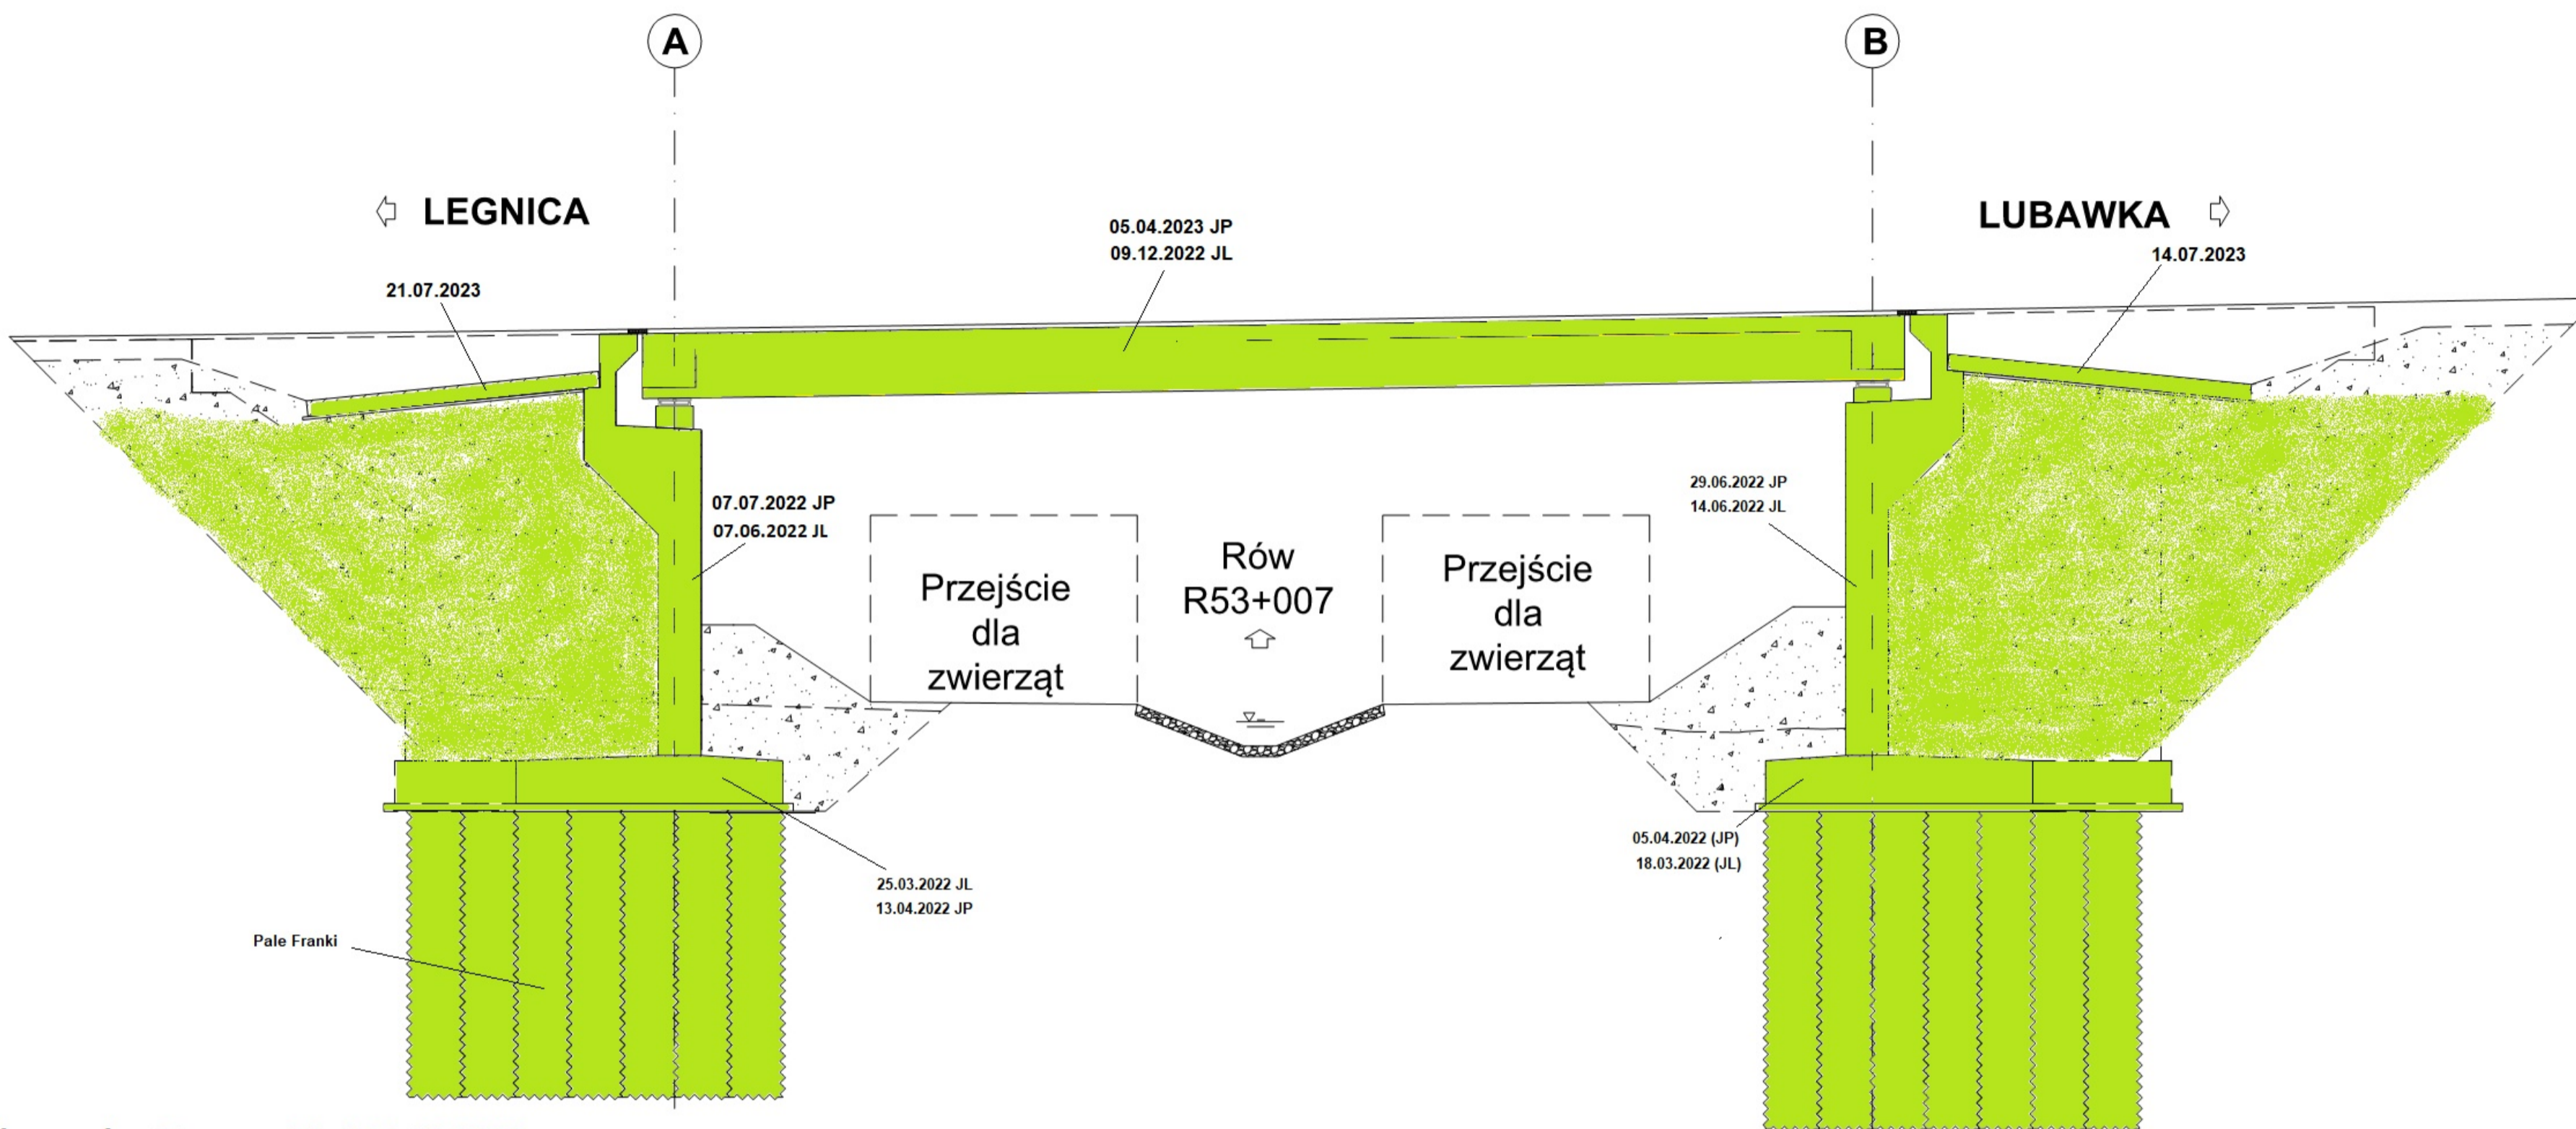 A
B
LEGNICA
LUBAWKA
05.04.2023 JP
09.12.2022 JL
14.07.2023
21.07.2023
07.07.2022 JP
07.06.2022 JL
29.06.2022 JP
14.06.2022 JL
Przejście
dla
zwierząt
Rów
R53+007
Przejście
dla
zwierząt
05.04.2022 (JP)
18.03.2022 (JL)
25.03.2022 JL
13.04.2022 JP
Pale Franki